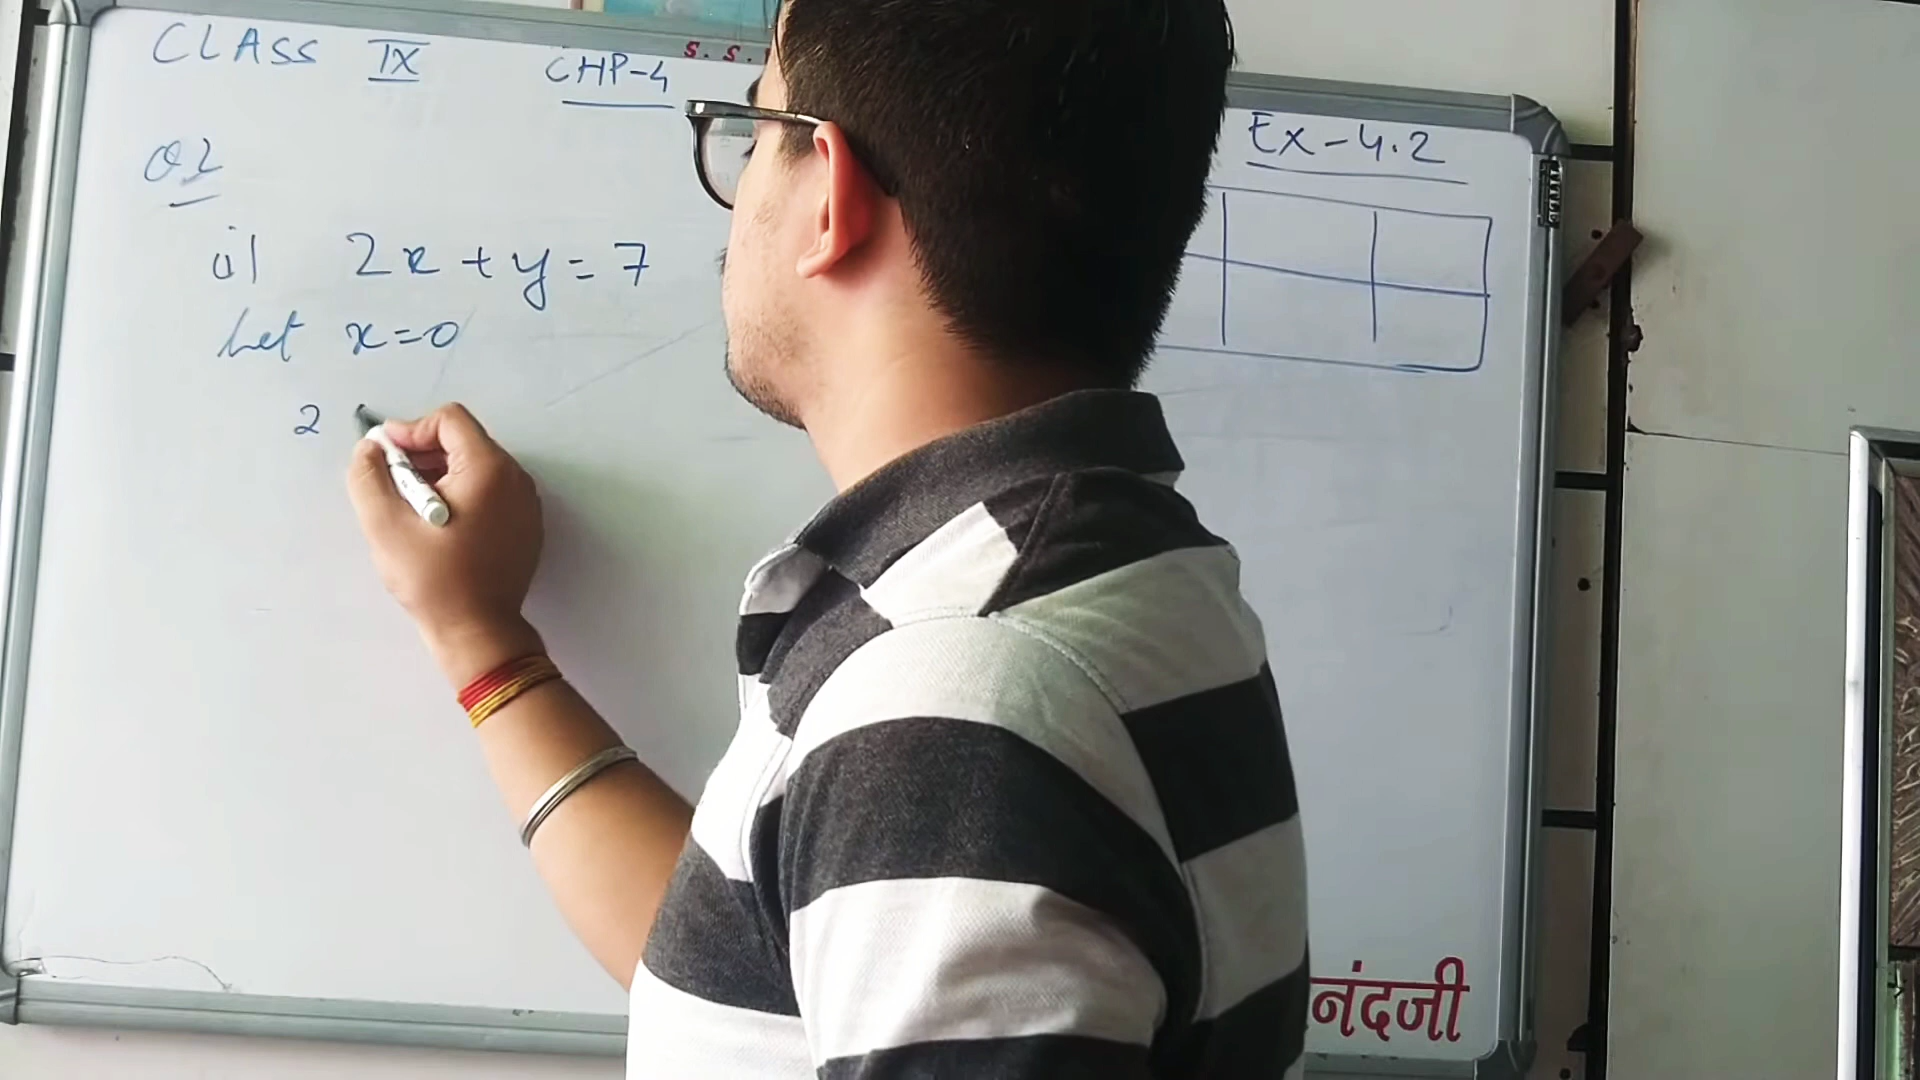 CLASS IX CHP-4 Ex-4.2
S. S.
Q2
i) 2x+y=7
Let x=0
2
नंदजी